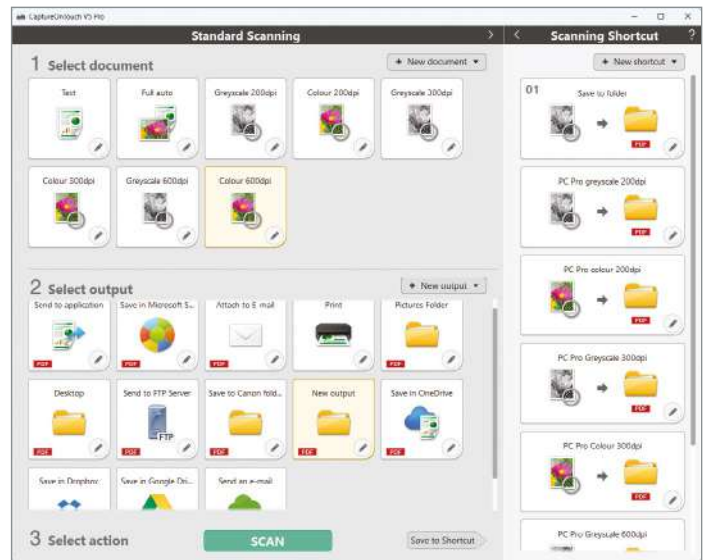 CaptureOnTouch V5 Pro
Standard Scanning
Scanning Shortcut ?
1 Select document
+ New document
Text
Full auto
Greyscale 200dpi
Colour 200dpi
Greyscale 300dpi
Colour 300dpi
Greyscale 600dpi
Colour 600dpi
2 Select output
+ New output
Send to application
Save in Microsoft S...
Attach to E-mail
Print
Pictures Folder
PDF
PDF
PDF
PDF
Desktop
Send to FTP Server
Save to Canon fold...
New output
Save in OneDrive
PDF
FTP
PDF
PDF
PDF
Save in Dropbox
Save in Google Dri...
Send an e-mail
3 Select action
SCAN
Save to Shortcut
+ New shortcut
01
Save to folder
PDF
PC Pro greyscale 200dpi
PDF
PC Pro colour 200dpi
PDF
PC Pro Greyscale 300dpi
PDF
PC Pro Colour 300dpi
PDF
PC Pro Greyscale 600dpi